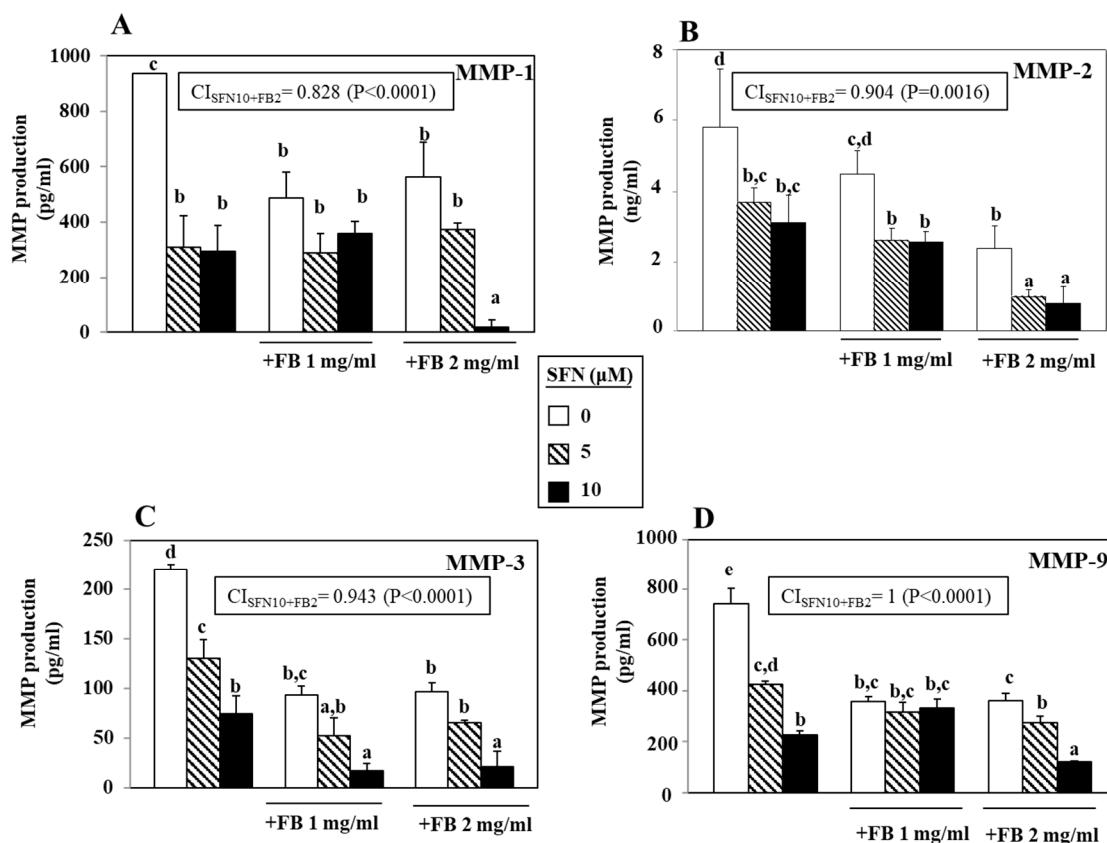 A
MMP-1
CISFN10+FB2= 0.828 (P<0.0001)
MMP production
(pg/ml)
1000
800
600
400
200
0
c
b
b
b
b
b
b
b
a
+FB 1 mg/ml
+FB 2 mg/ml
B
MMP-2
CISFN10+FB2= 0.904 (P=0.0016)
MMP production
(ng/ml)
8
6
4
2
0
d
b,c
b,c
c,d
b
b
b
a
a
+FB 1 mg/ml
+FB 2 mg/ml
SFN (µM)
0
5
10
C
MMP-3
CISFN10+FB2= 0.943 (P<0.0001)
MMP production
(pg/ml)
250
200
150
100
50
0
d
c
b
b,c
a,b
a
b
b
a
+FB 1 mg/ml
+FB 2 mg/ml
D
MMP-9
CISFN10+FB2= 1 (P<0.0001)
MMP production
(pg/ml)
1000
800
600
400
200
0
e
c,d
b
b,c
b,c
b,c
c
b
a
+FB 1 mg/ml
+FB 2 mg/ml